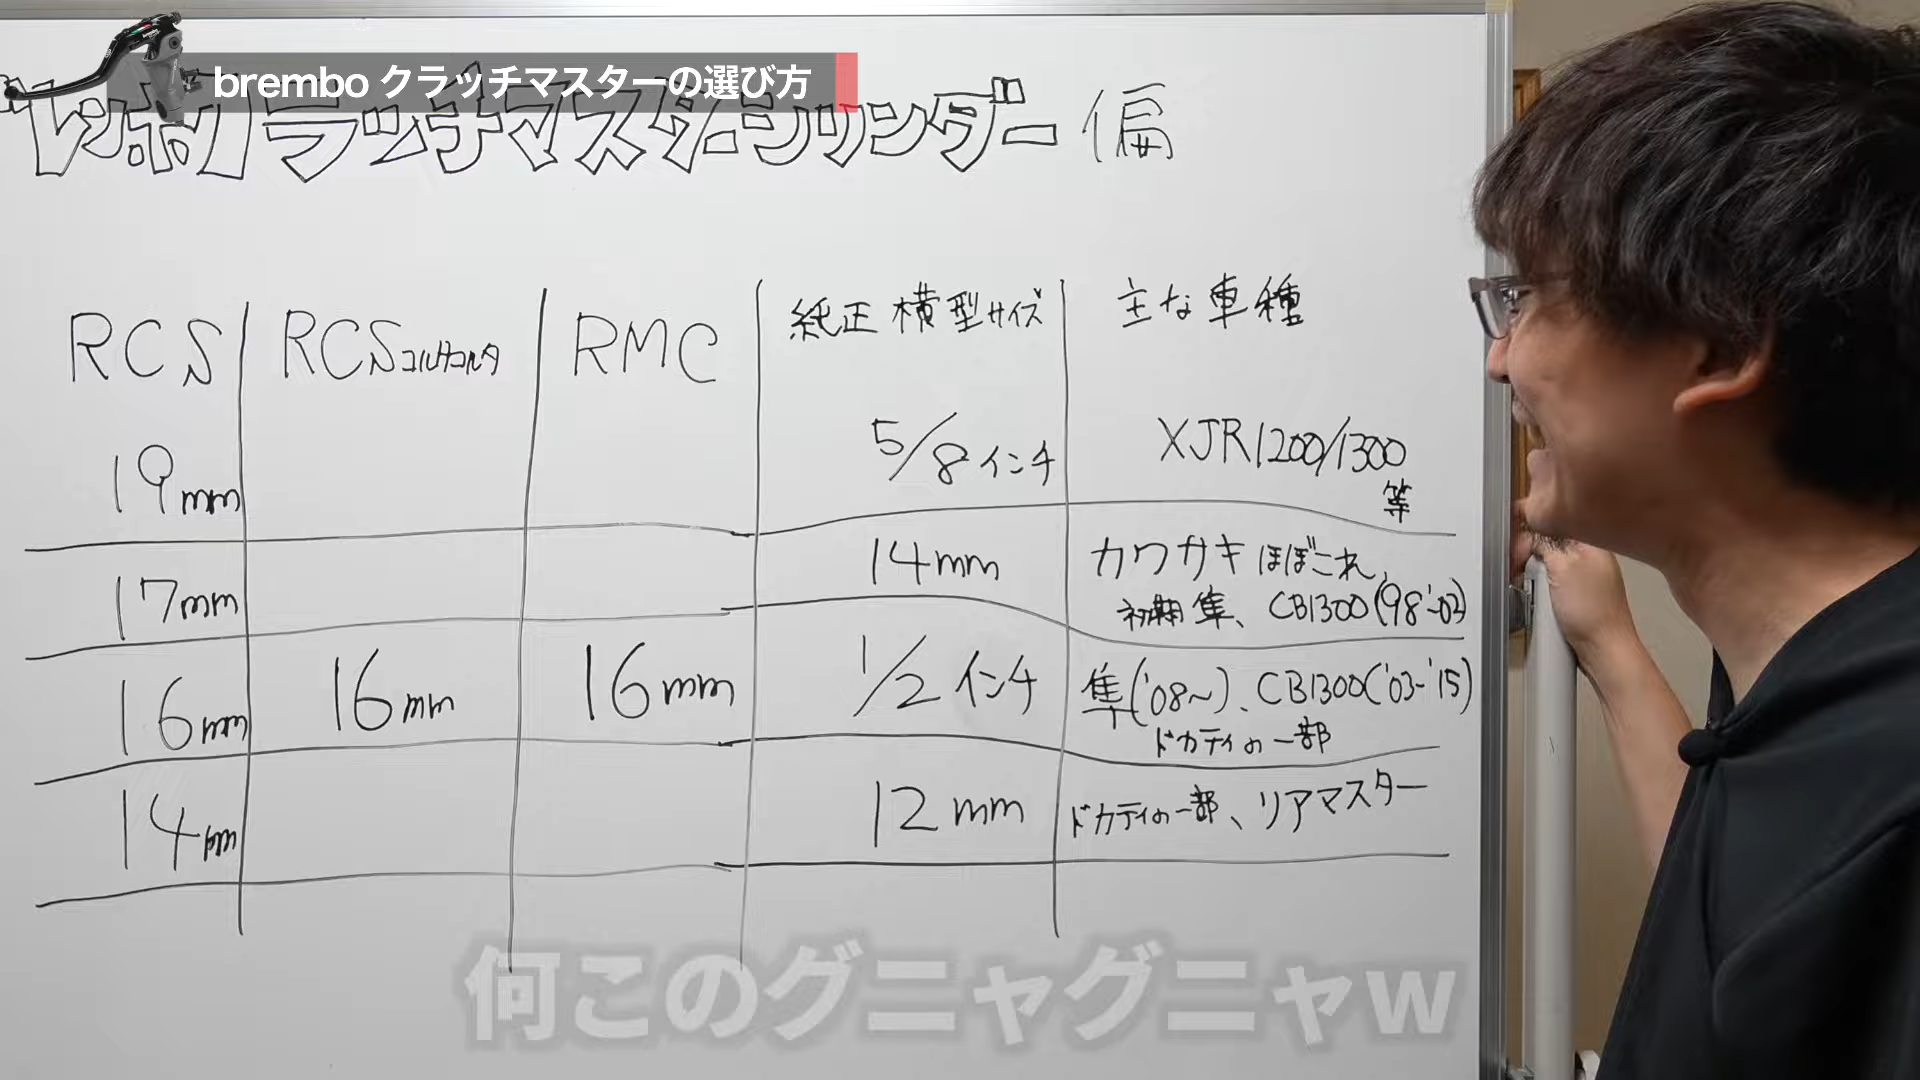 brembo クラッチマスターの選び方
ブレンボクラッチマスターシリンダー 偏
RCS
RCSコルサコルタ
RMC
純正横型サイズ
主な車種
19mm
5/8インチ
XJR1200/1300
等
17mm
14mm
カワサキほぼこれ、
初期隼、CB1300(98'~02)
16mm
16mm
16mm
1/2インチ
隼('08~)、CB1300('03-'15)
ドカティの一部
14mm
12mm
ドカティの一部、リアマスター
何このグニャグニャw